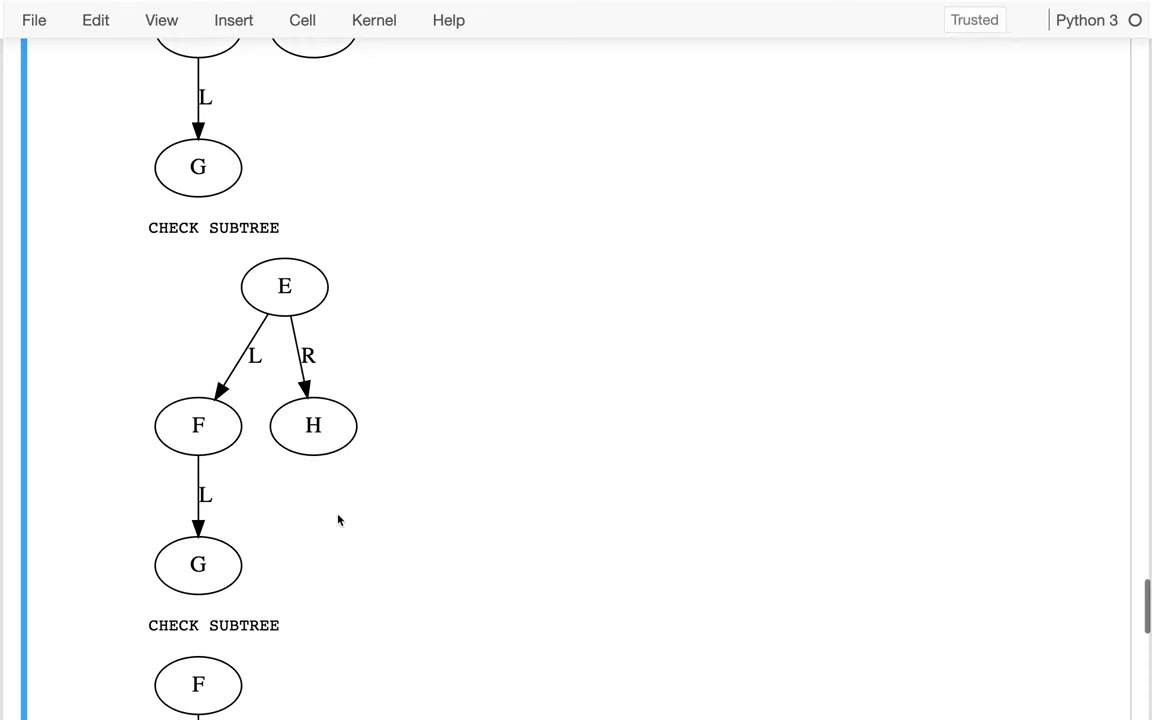 File Edit View Insert Cell Kernel Help Trusted Python 3
L
G
CHECK SUBTREE
E
L R
F H
L
G
CHECK SUBTREE
F